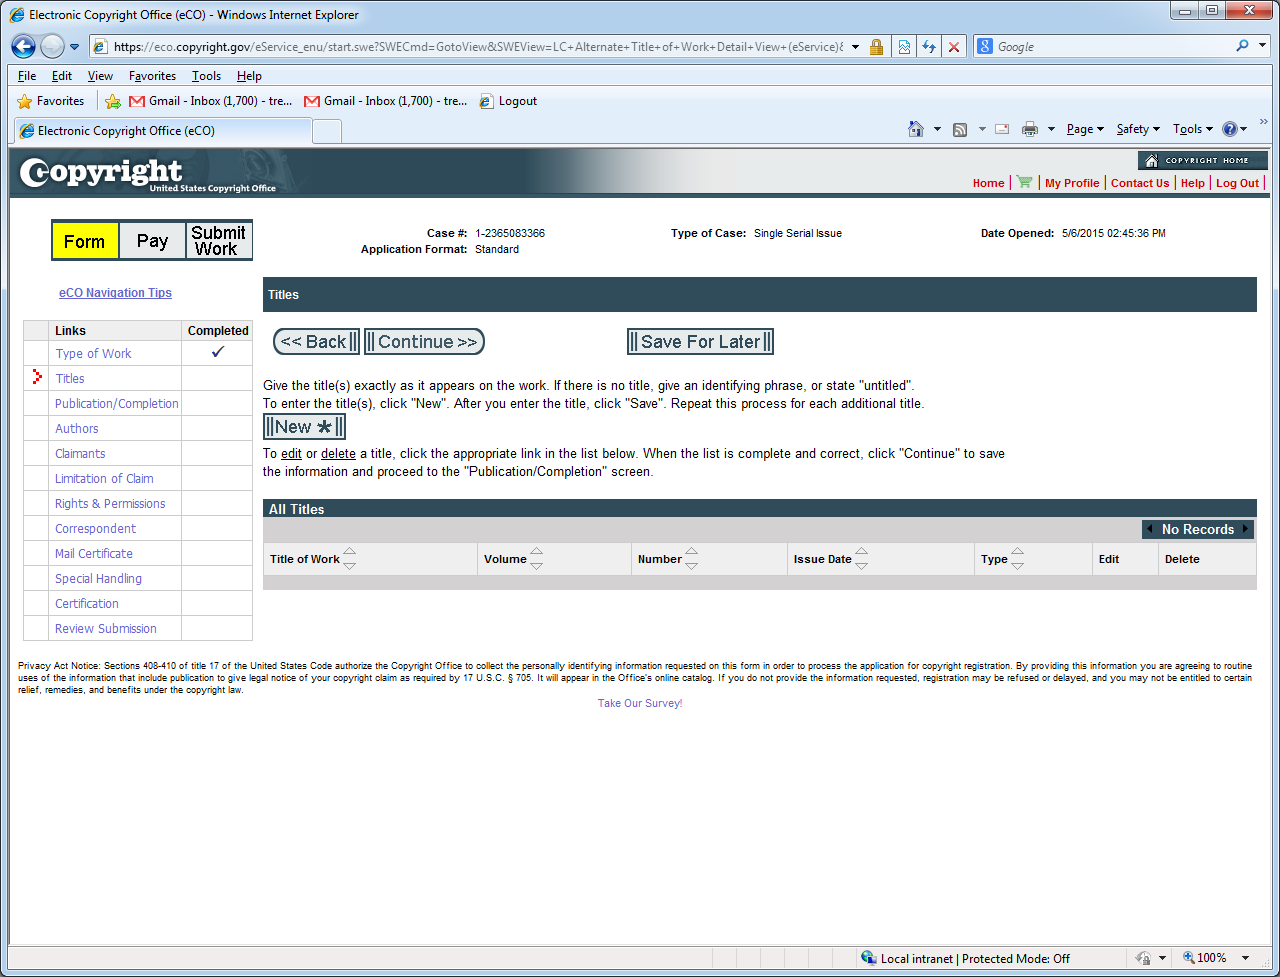 Electronic Copyright Office (eCO) - Windows Internet Explorer
https://eco.copyright.gov/eService_enu/start.swe?SWECmd=GotoView&SWEView=LC+Alternate+Title+of+Work+Detail+View+(eService)&
Google
File Edit View Favorites Tools Help
Favorites Gmail - Inbox (1,700) - tre... Gmail - Inbox (1,700) - tre... Logout
Electronic Copyright Office (eCO)
Page Safety Tools
Copyright
United States Copyright Office
COPYRIGHT HOME
Home | My Profile | Contact Us | Help | Log Out |
Form Pay Submit Work
Case #: 1-2365083366 Type of Case: Single Serial Issue Date Opened: 5/6/2015 02:45:36 PM
Application Format: Standard
eCO Navigation Tips
Links Completed
Type of Work ✓
Titles
Publication/Completion
Authors
Claimants
Limitation of Claim
Rights & Permissions
Correspondent
Mail Certificate
Special Handling
Certification
Review Submission
Titles
<< Back Continue >> Save For Later
Give the title(s) exactly as it appears on the work. If there is no title, give an identifying phrase, or state "untitled".
To enter the title(s), click "New". After you enter the title, click "Save". Repeat this process for each additional title.
New *
To edit or delete a title, click the appropriate link in the list below. When the list is complete and correct, click "Continue" to save
the information and proceed to the "Publication/Completion" screen.
All Titles
No Records
Title of Work Volume Number Issue Date Type Edit Delete
Privacy Act Notice: Sections 408-410 of title 17 of the United States Code authorize the Copyright Office to collect the personally identifying information requested on this form in order to process the application for copyright registration. By providing this information you are agreeing to routine
uses of the information that include publication to give legal notice of your copyright claim as required by 17 U.S.C. § 705. It will appear in the Office's online catalog. If you do not provide the information requested, registration may be refused or delayed, and you may not be entitled to certain
relief, remedies, and benefits under the copyright law.
Take Our Survey!
Local intranet | Protected Mode: Off
100%